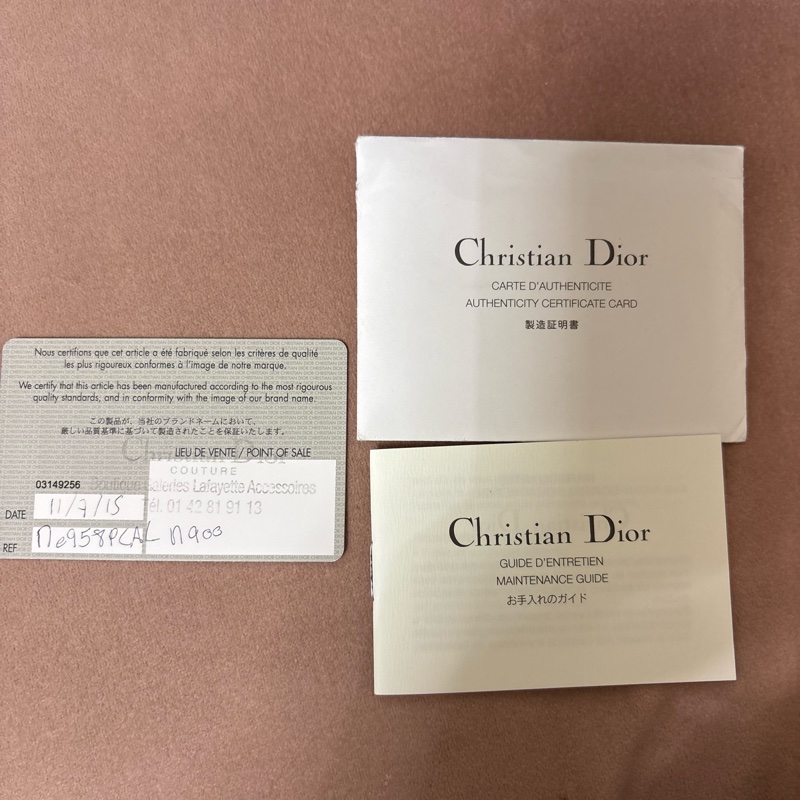 Christian Dior
CARTE D'AUTHENTICITE
AUTHENTICITY CERTIFICATE CARD
製造証明書
Nous certifions que cet article a été fabriqué selon les critères de qualité
les plus rigoureux conformes à l'image de notre marque.
We certify that this article has been manufactured according to the most rigourous
quality standards, and in conformity with the image of our brand name.
この製品が、当社のブランドネームにおいて、
厳しい品質基準に基づいて製造されたことを保証いたします。
Christian Dior
LIEU DE VENTE / POINT OF SALE
COUTURE
03149256
Boutique Galeries Lafayette Accessoires
Tél. 01 42 81 91 13
DATE 11/7/15
REF
N900
Christian Dior
GUIDE D'ENTRETIEN
MAINTENANCE GUIDE
お手入れのガイド